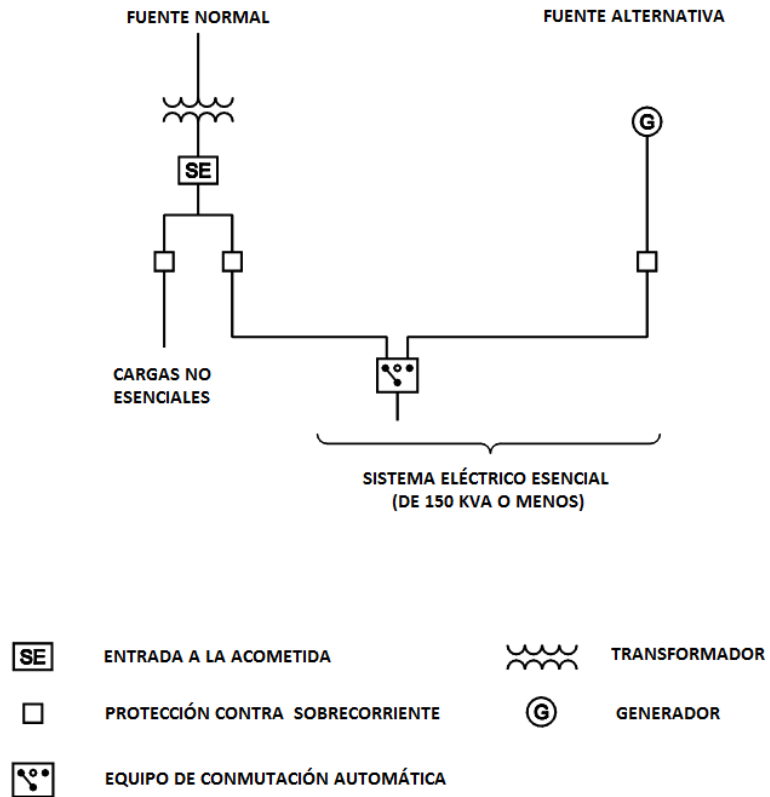 FUENTE NORMAL
FUENTE ALTERNATIVA
G
SE
CARGAS NO
ESENCIALES
SISTEMA ELÉCTRICO ESENCIAL
(DE 150 KVA O MENOS)
SE ENTRADA A LA ACOMETIDA
TRANSFORMADOR
PROTECCIÓN CONTRA SOBRECORRIENTE
G GENERADOR
EQUIPO DE CONMUTACIÓN AUTOMÁTICA